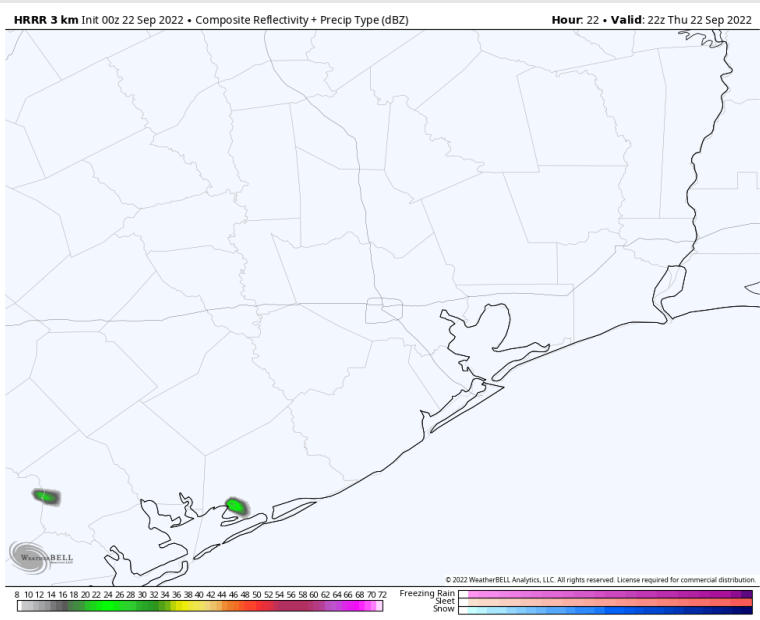 HRRR 3 km Init 00z 22 Sep 2022 • Composite Reflectivity + Precip Type (dBZ) Hour: 22 • Valid: 22z Thu 22 Sep 2022
WEATHERBELL
© 2022 WeatherBELL Analytics, LLC. All rights reserved. License required for commercial distribution.
8 10 12 14 16 18 20 22 24 26 28 30 32 34 36 38 40 42 44 46 48 50 52 54 56 58 60 62 64 66 68 70 72
Freezing Rain
Sleet
Snow